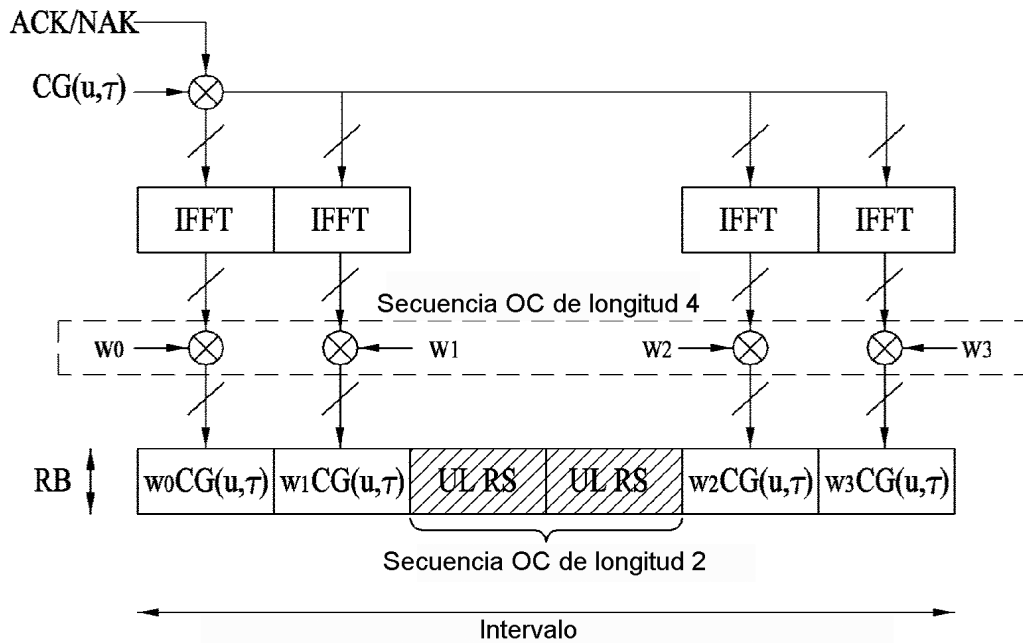 ACK/NAK
CG(u,τ)
IFFT IFFT IFFT IFFT
Secuencia OC de longitud 4
W0 W1 W2 W3
RB w0CG(u,τ) w1CG(u,τ) UL RS UL RS w2CG(u,τ) w3CG(u,τ)
Secuencia OC de longitud 2
Intervalo